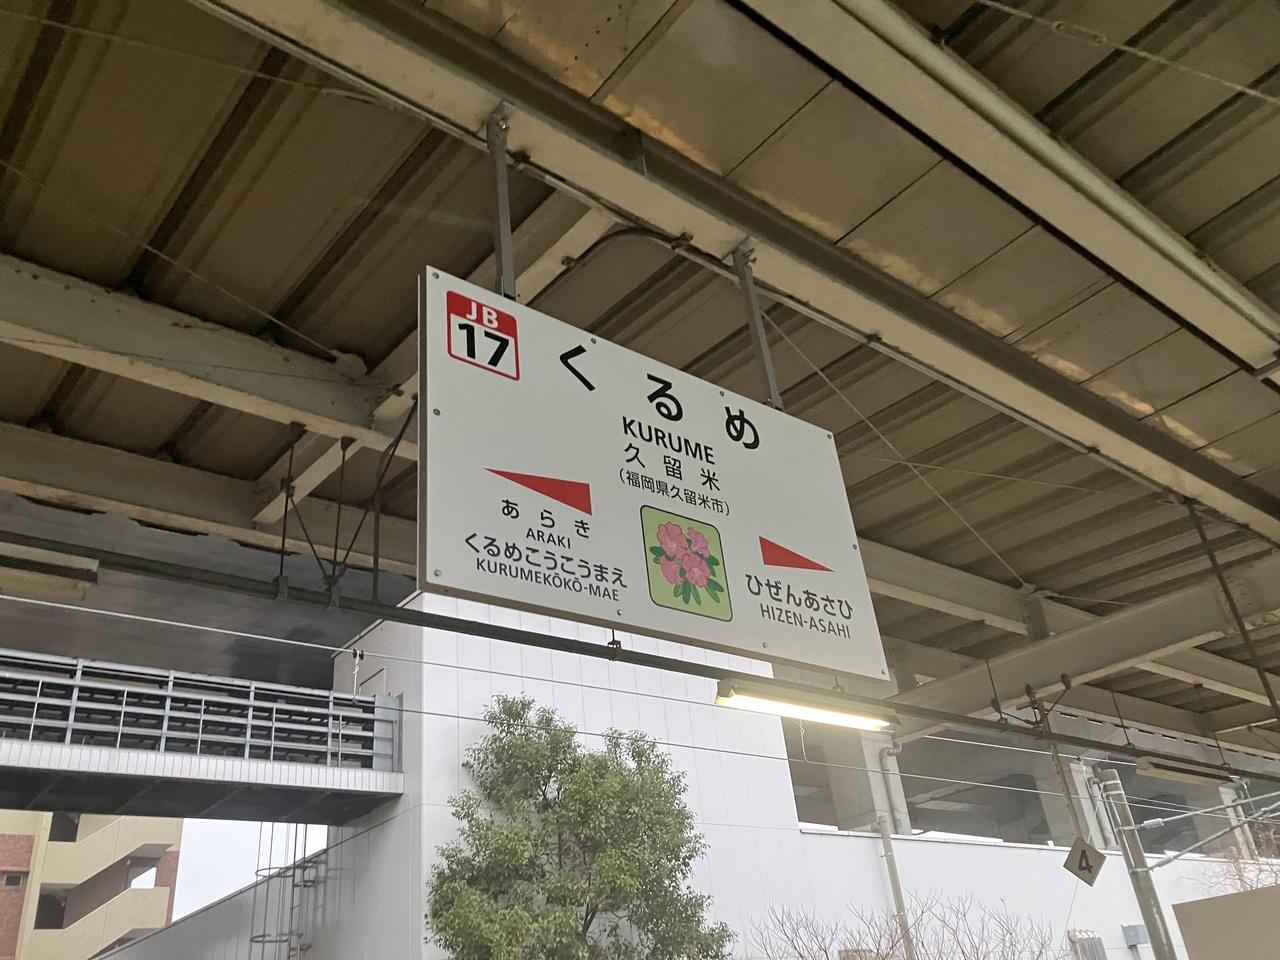 JB
17
くるめ
KURUME
久留米
(福岡県久留米市)
あらき
ARAKI
くるめこうこうまえ
KURUMEKŌKŌ-MAE
ひぜんあさひ
HIZEN-ASAHI
4